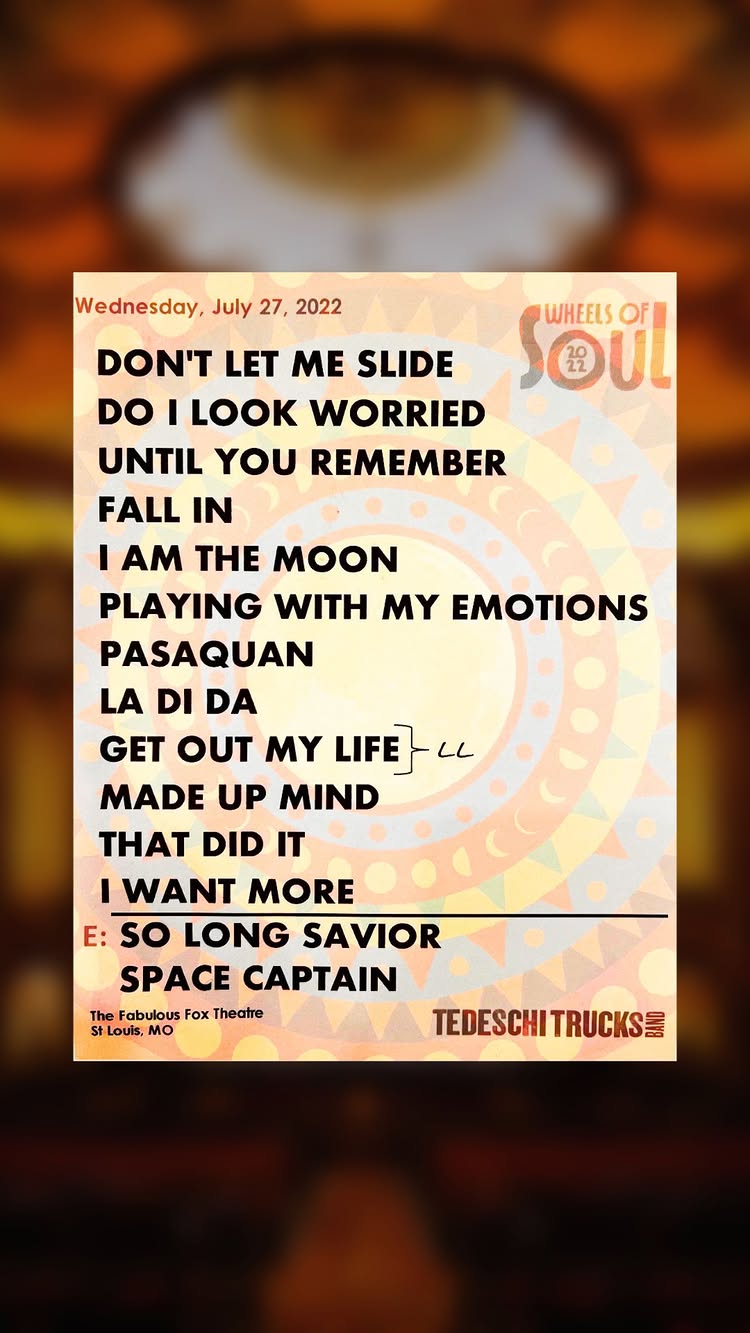 Wednesday, July 27, 2022
WHEELS OF
SOUL
20
22
DON'T LET ME SLIDE
DO I LOOK WORRIED
UNTIL YOU REMEMBER
FALL IN
I AM THE MOON
PLAYING WITH MY EMOTIONS
PASAQUAN
LA DI DA
GET OUT MY LIFE } LL
MADE UP MIND
THAT DID IT
I WANT MORE
E: SO LONG SAVIOR
SPACE CAPTAIN
The Fabulous Fox Theatre
St Louis, MO
TEDESCHI TRUCKS BAND